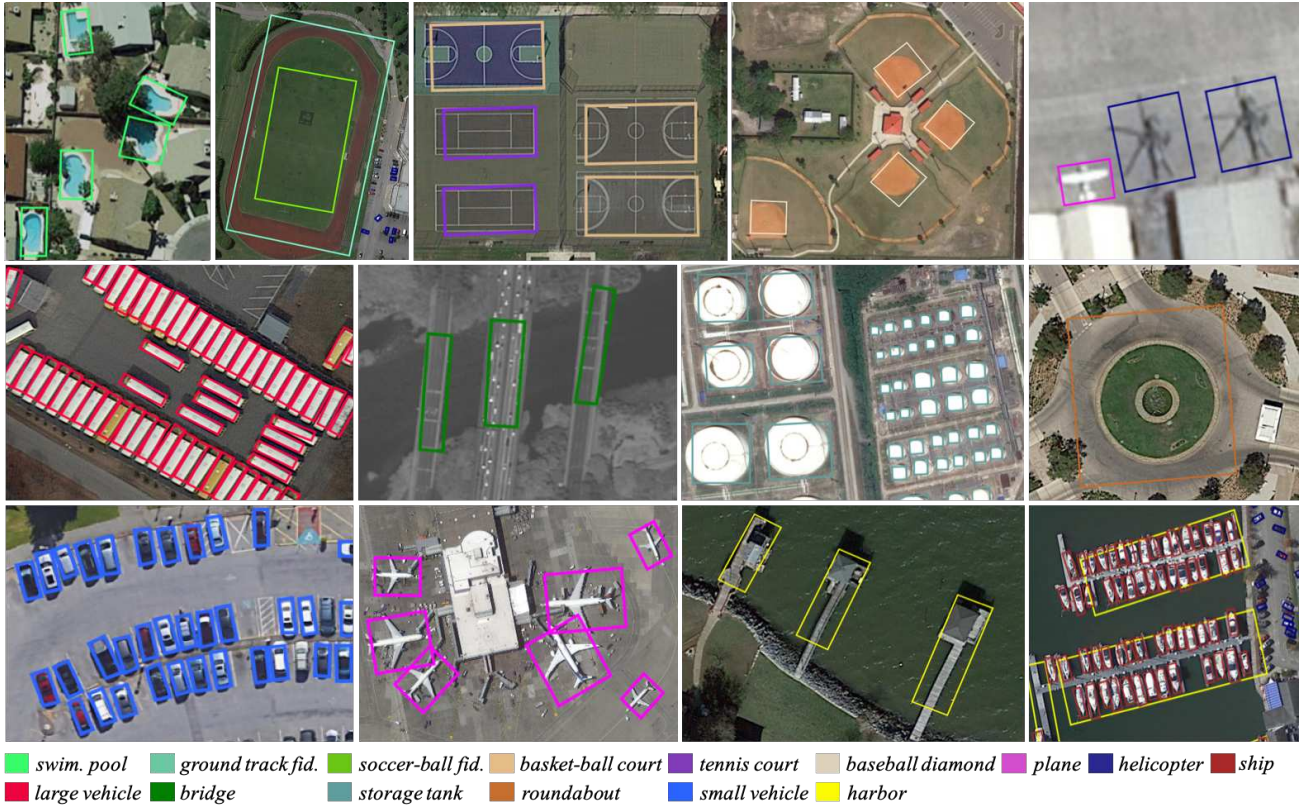 swim. pool ground track fid. soccer-ball fid. basket-ball court tennis court baseball diamond plane helicopter ship
large vehicle bridge storage tank roundabout small vehicle harbor